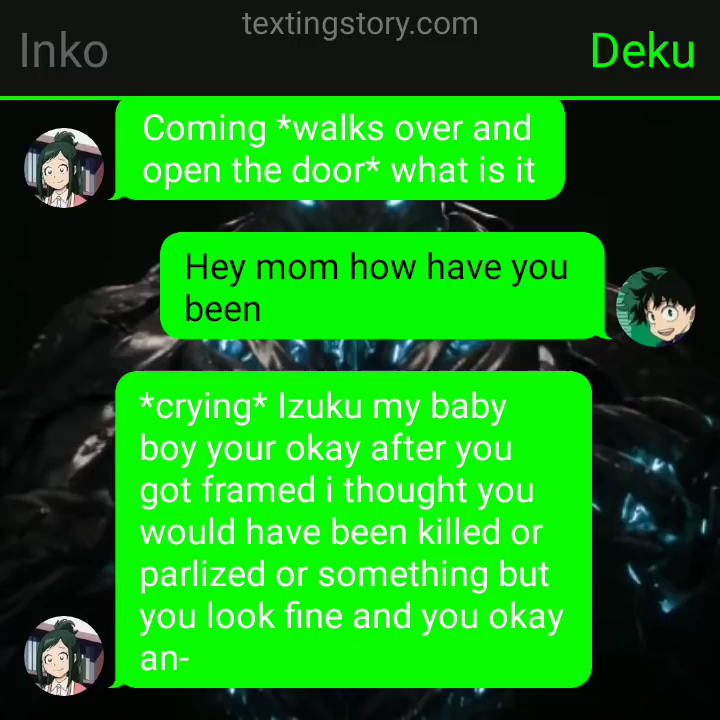 textingstory.com
Inko
Deku
Coming *walks over and
open the door* what is it
Hey mom how have you
been
*crying* Izuku my baby
boy your okay after you
got framed i thought you
would have been killed or
parlized or something but
you look fine and you okay
an-